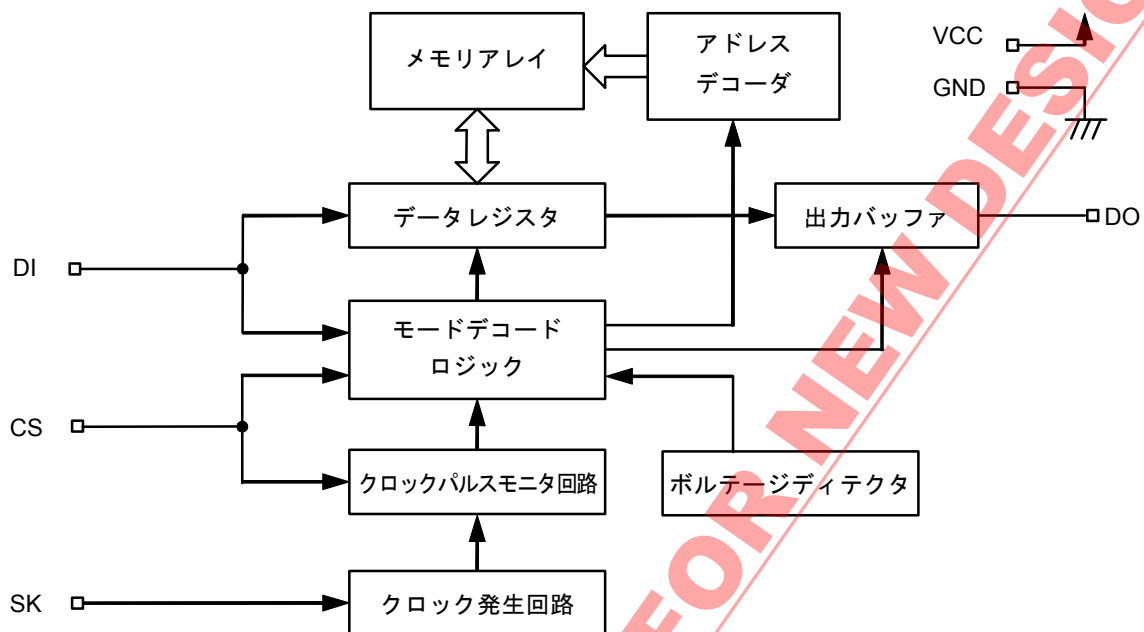 メモリアレイ
アドレス
デコーダ
VCC
GND
データレジスタ
出力バッファ
DO
DI
モードデコード
ロジック
CS
クロックパルスモニタ回路
ボルテージディテクタ
SK
クロック発生回路
FOR NEW DESIG